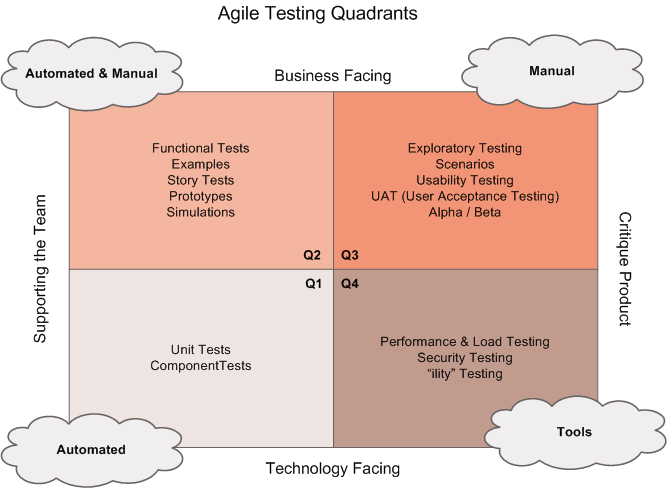 Agile Testing Quadrants
Automated & Manual
Business Facing
Manual
Functional Tests
Examples
Story Tests
Prototypes
Simulations
Q2
Exploratory Testing
Scenarios
Usability Testing
UAT (User Acceptance Testing)
Alpha / Beta
Q3
Supporting the Team
Critique Product
Q1
Unit Tests
ComponentTests
Q4
Performance & Load Testing
Security Testing
“ility” Testing
Automated
Technology Facing
Tools